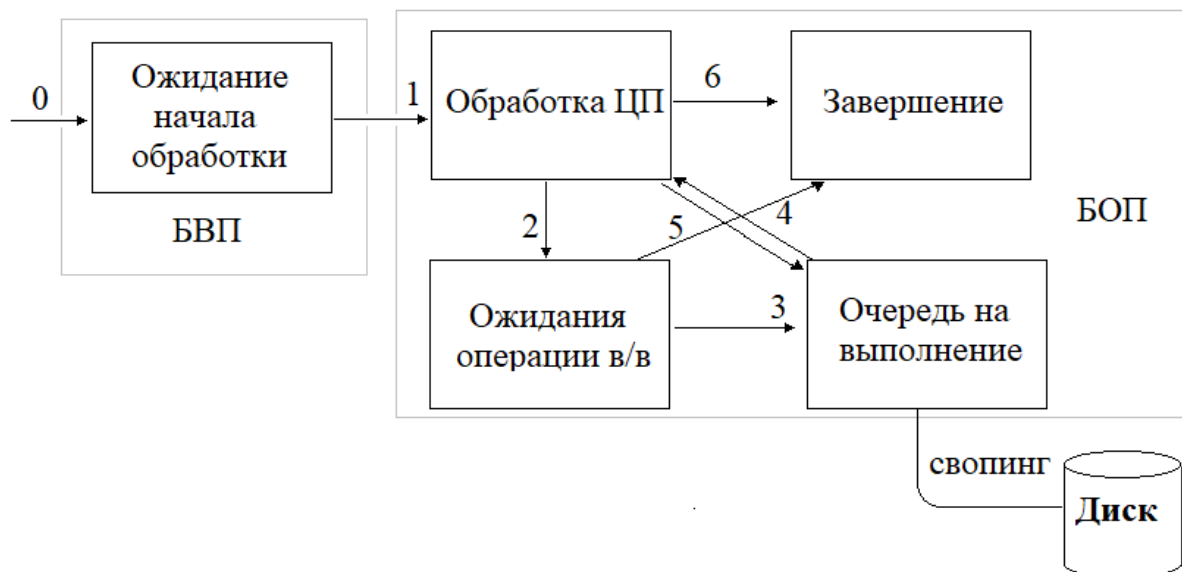 0
Ожидание
начала
обработки
БВП
1
Обработка ЦП
6
Завершение
2
5
4
БОП
Ожидания
операции в/в
3
Очередь на
выполнение
свопинг
Диск